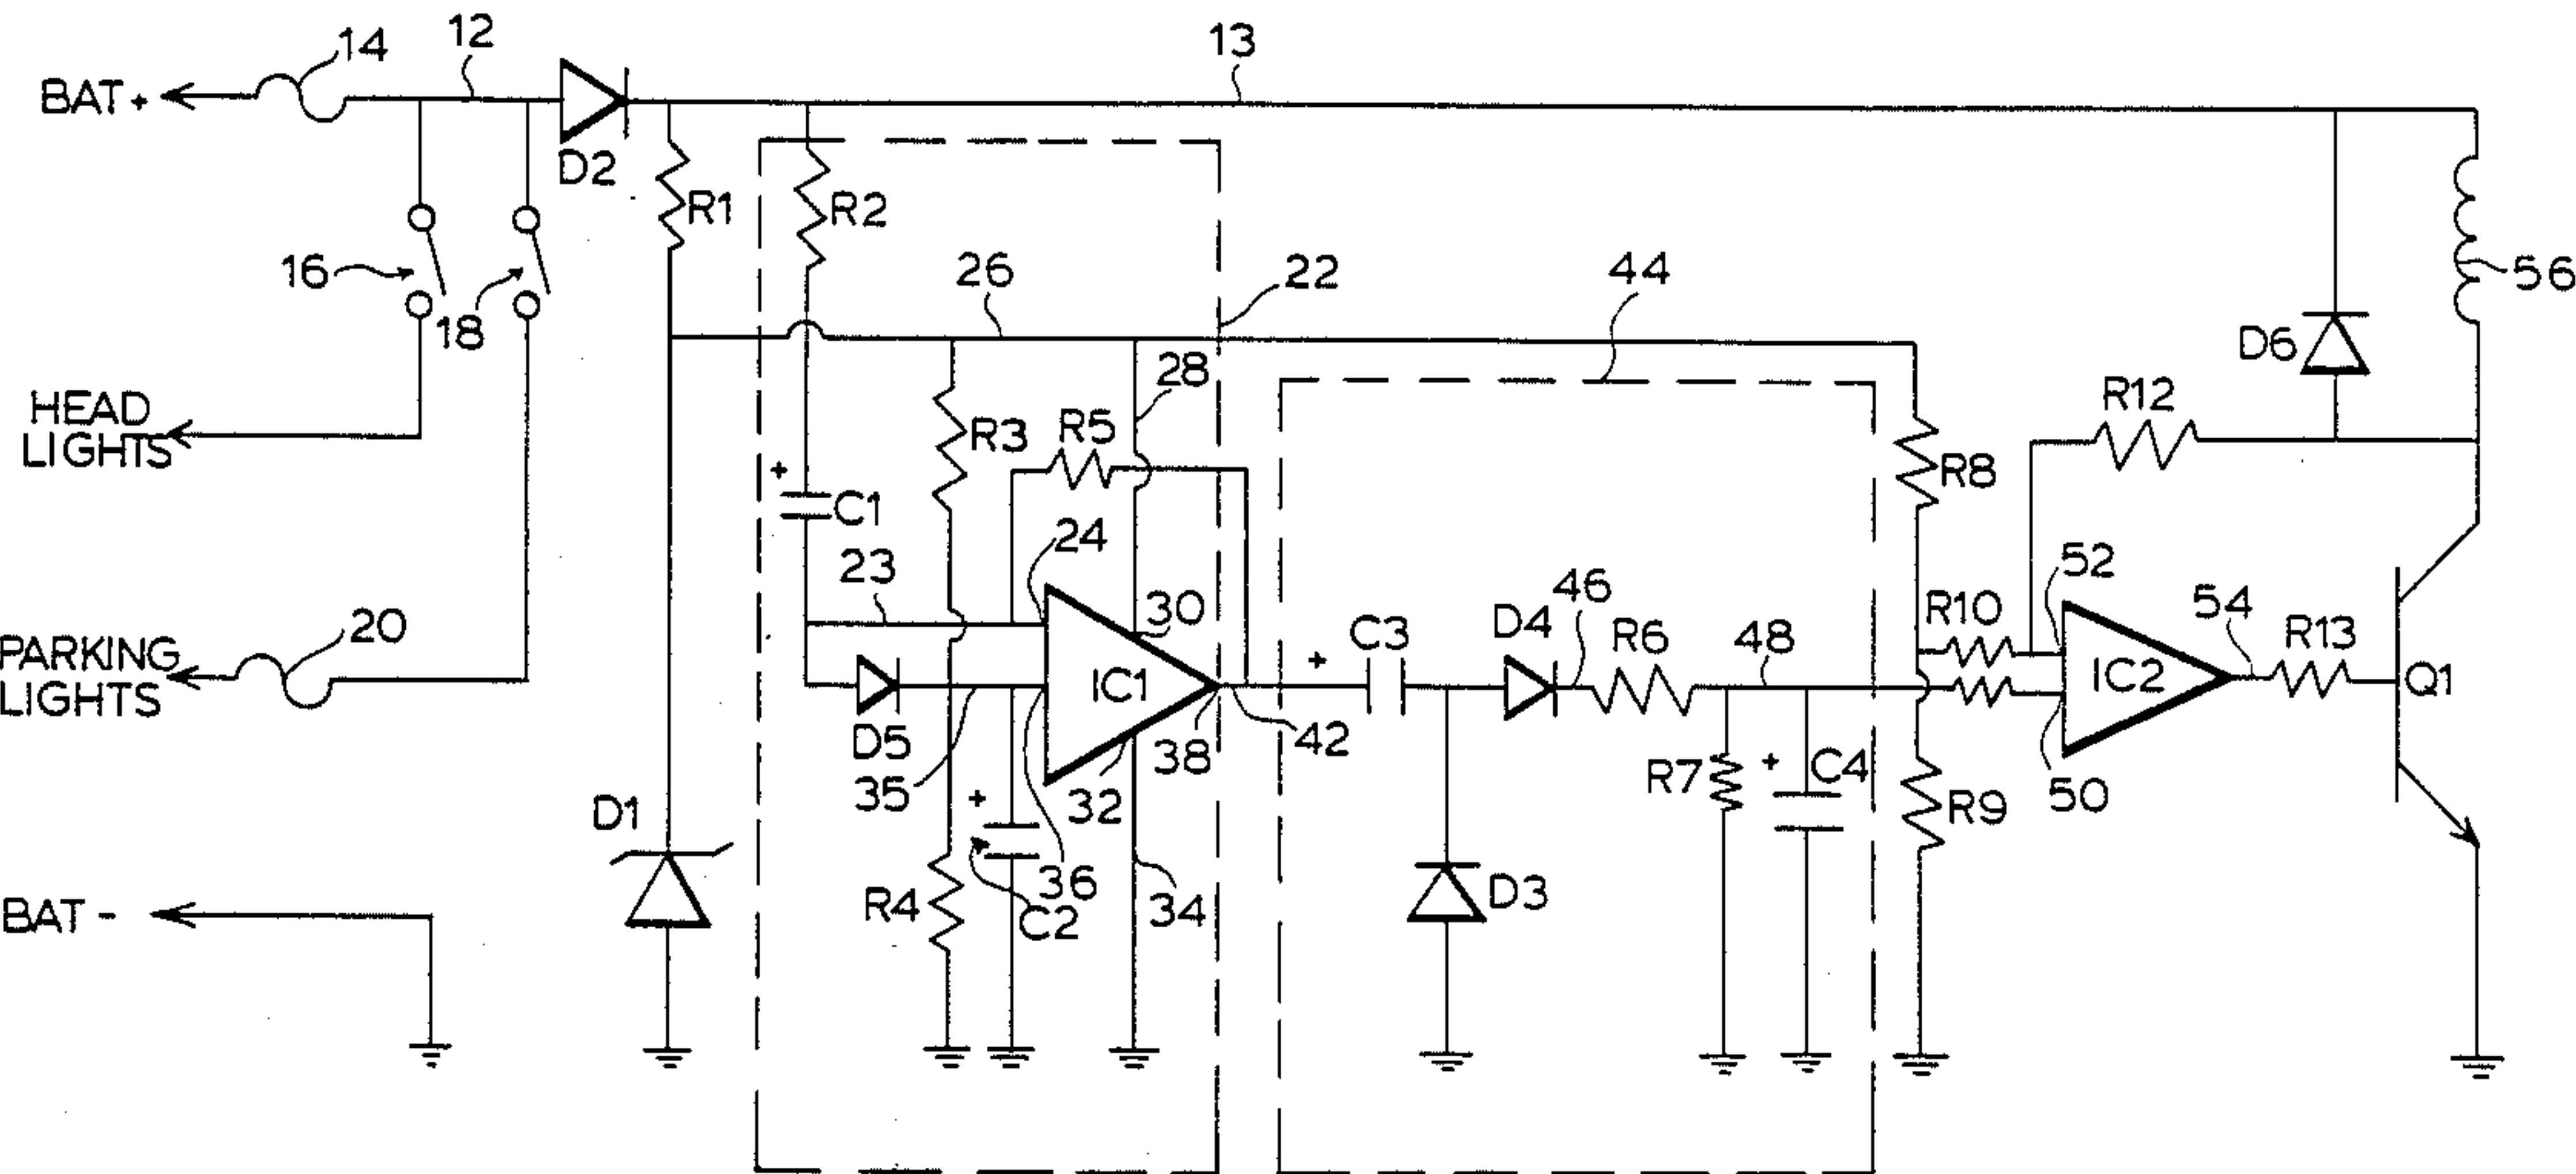 14
12
13
BAT +
D2
R1
R2
16
18
26
22
44
56
28
D6
HEAD
LIGHTS
R3
R5
R12
R8
+
C1
24
23
52
30
R10
54
R13
PARKING
LIGHTS
20
IC1
+
C3
D4
46
R6
48
IC2
Q1
D5
38
42
35
32
R7
+
C4
50
R9
D1
+
36
BAT -
R4
C2
34
D3